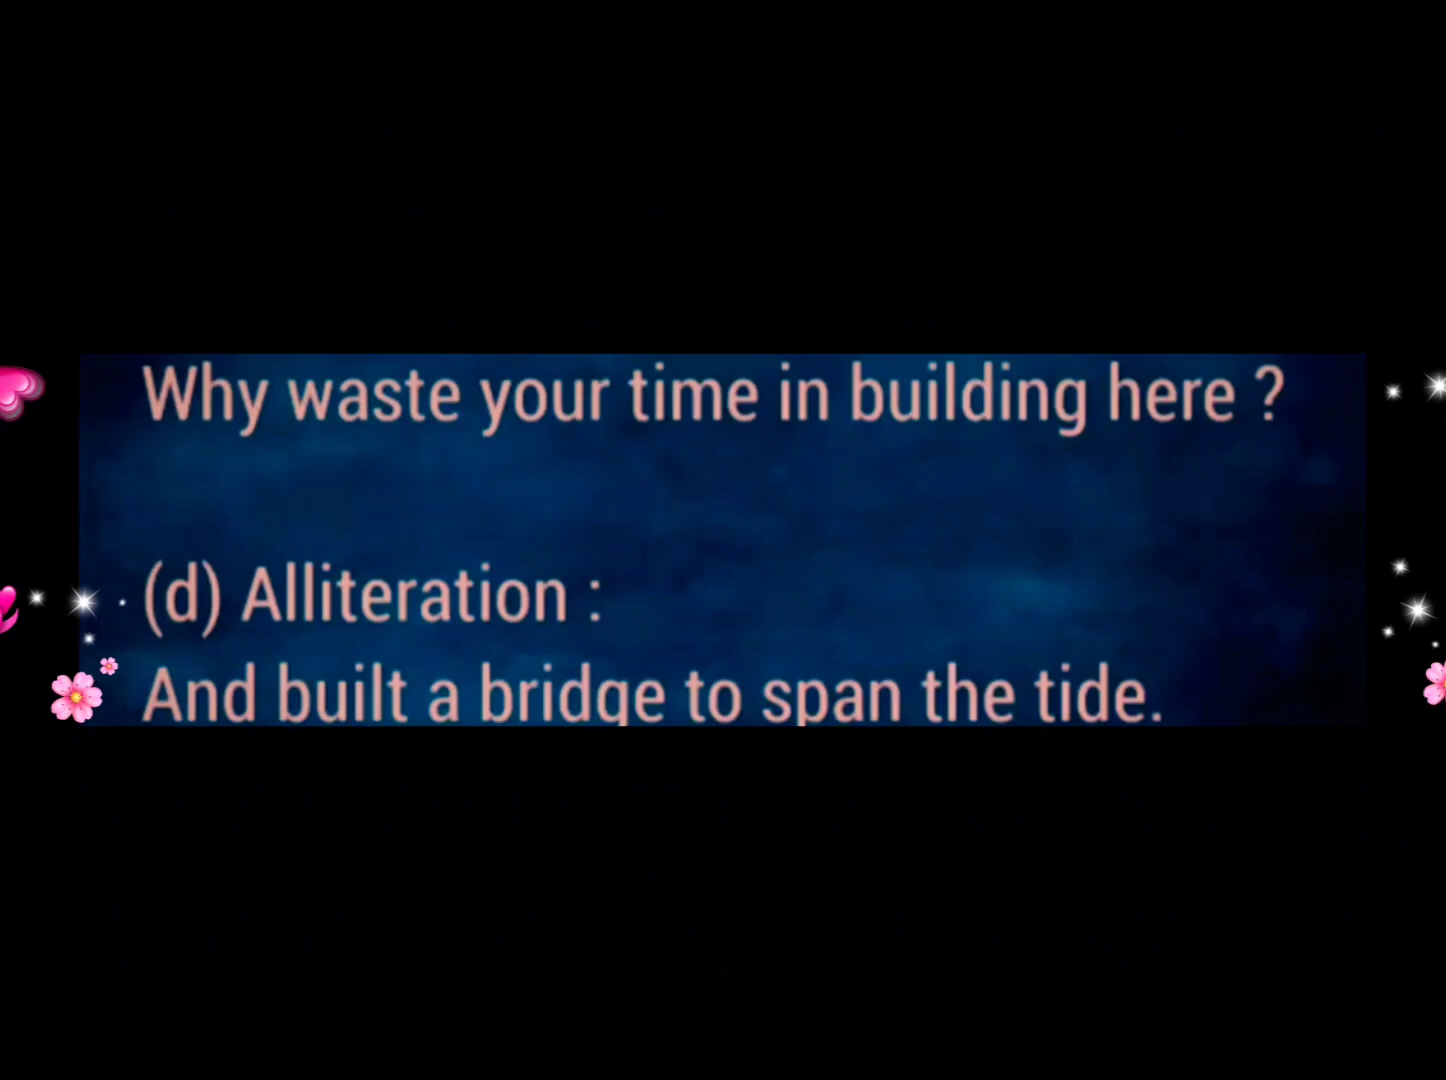 Why waste your time in building here ?
(d) Alliteration :
And built a bridge to span the tide.